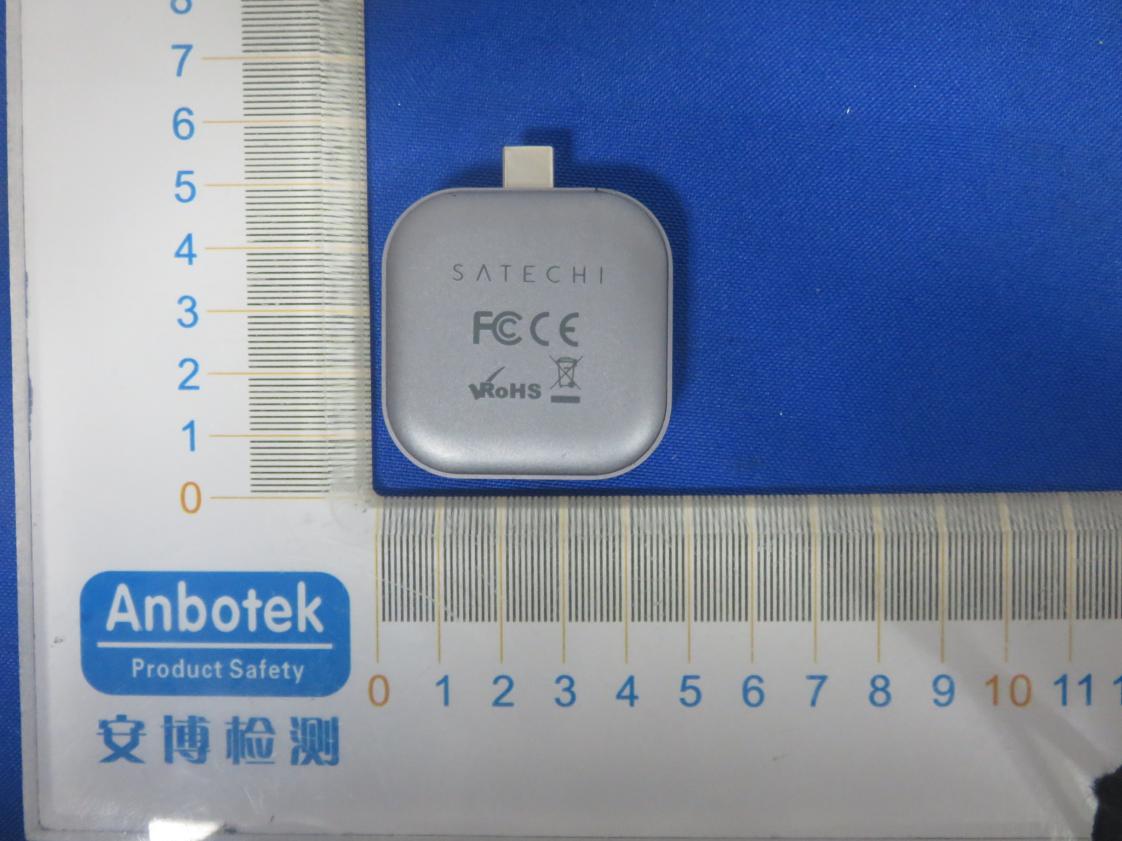 8
7
6
5
4
3
2
1
0
SATECHI
FC CE
RoHS
Anbotek
Product Safety
安博检测
0 1 2 3 4 5 6 7 8 9 10 11